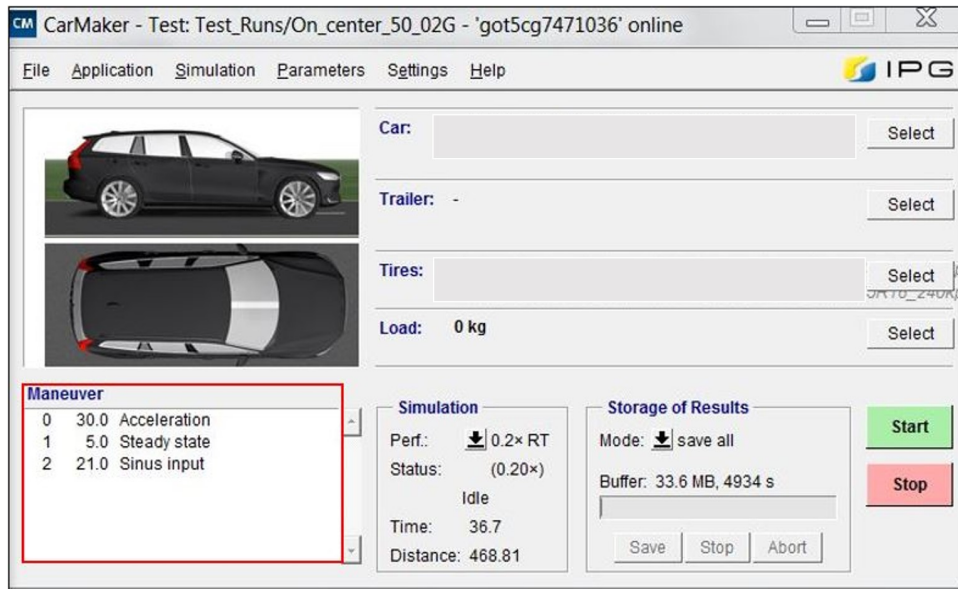 CM CarMaker - Test: Test_Runs/On_center_50_02G - 'got5cg7471036' online
File Application Simulation Parameters Settings Help
IPG
Car: Select
Trailer: - Select
Tires: Select
Load: 0 kg Select
Maneuver
0 30.0 Acceleration
1 5.0 Steady state
2 21.0 Sinus input
Simulation
Perf.: 0.2× RT
Status: (0.20×)
Idle
Time: 36.7
Distance: 468.81
Storage of Results
Mode: save all
Buffer: 33.6 MB, 4934 s
Save Stop Abort
Start
Stop